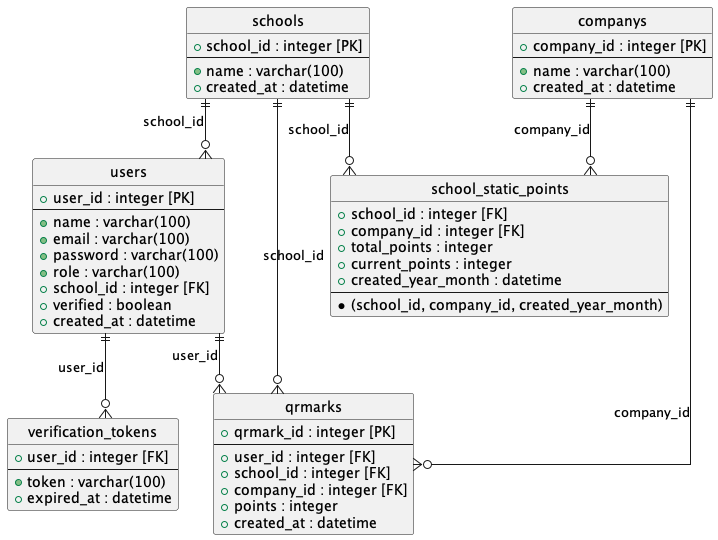 schools
school_id : integer [PK]
name : varchar(100)
created_at : datetime
companys
company_id : integer [PK]
name : varchar(100)
created_at : datetime
school_id
school_id
company_id
users
user_id : integer [PK]
name : varchar(100)
email : varchar(100)
password : varchar(100)
role : varchar(100)
school_id : integer [FK]
verified : boolean
created_at : datetime
school_static_points
school_id : integer [FK]
company_id : integer [FK]
total_points : integer
current_points : integer
created_year_month : datetime
(school_id, company_id, created_year_month)
school_id
user_id
user_id
company_id
verification_tokens
user_id : integer [FK]
token : varchar(100)
expired_at : datetime
qrmarks
qrmark_id : integer [PK]
user_id : integer [FK]
school_id : integer [FK]
company_id : integer [FK]
points : integer
created_at : datetime